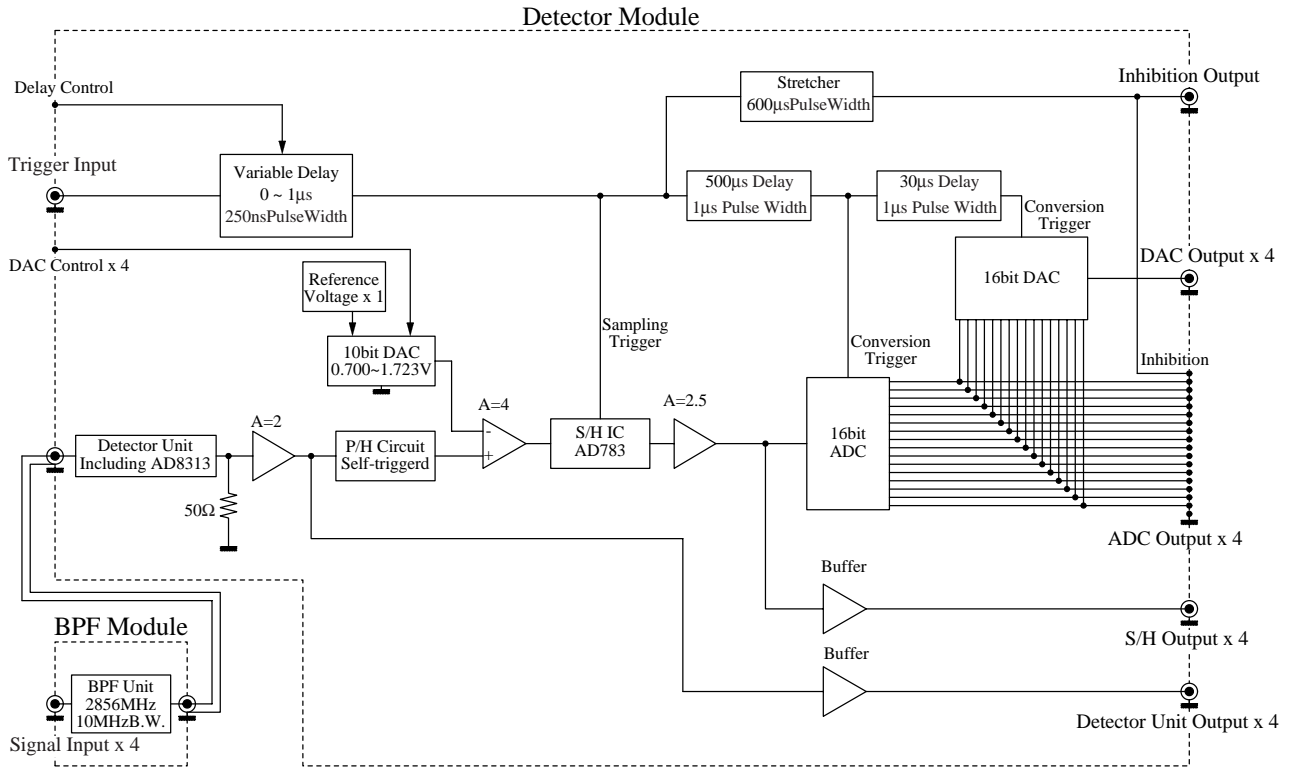 Detector Module
Delay Control
Stretcher
600μsPulseWidth
Inhibition Output
Trigger Input
Variable Delay
0 ~ 1μs
250nsPulseWidth
500μs Delay
1μs Pulse Width
30μs Delay
1μs Pulse Width
Conversion
Trigger
DAC Control x 4
DAC Output x 4
Reference
Voltage x 1
16bit DAC
Sampling
Trigger
10bit DAC
0.700~1.723V
Conversion
Trigger
Inhibition
A=2
A=4
A=2.5
-
+
Detector Unit
Including AD8313
P/H Circuit
Self-triggerd
S/H IC
AD783
16bit
ADC
50Ω
ADC Output x 4
Buffer
BPF Module
S/H Output x 4
Buffer
BPF Unit
2856MHz
10MHzB.W.
Signal Input x 4
Detector Unit Output x 4